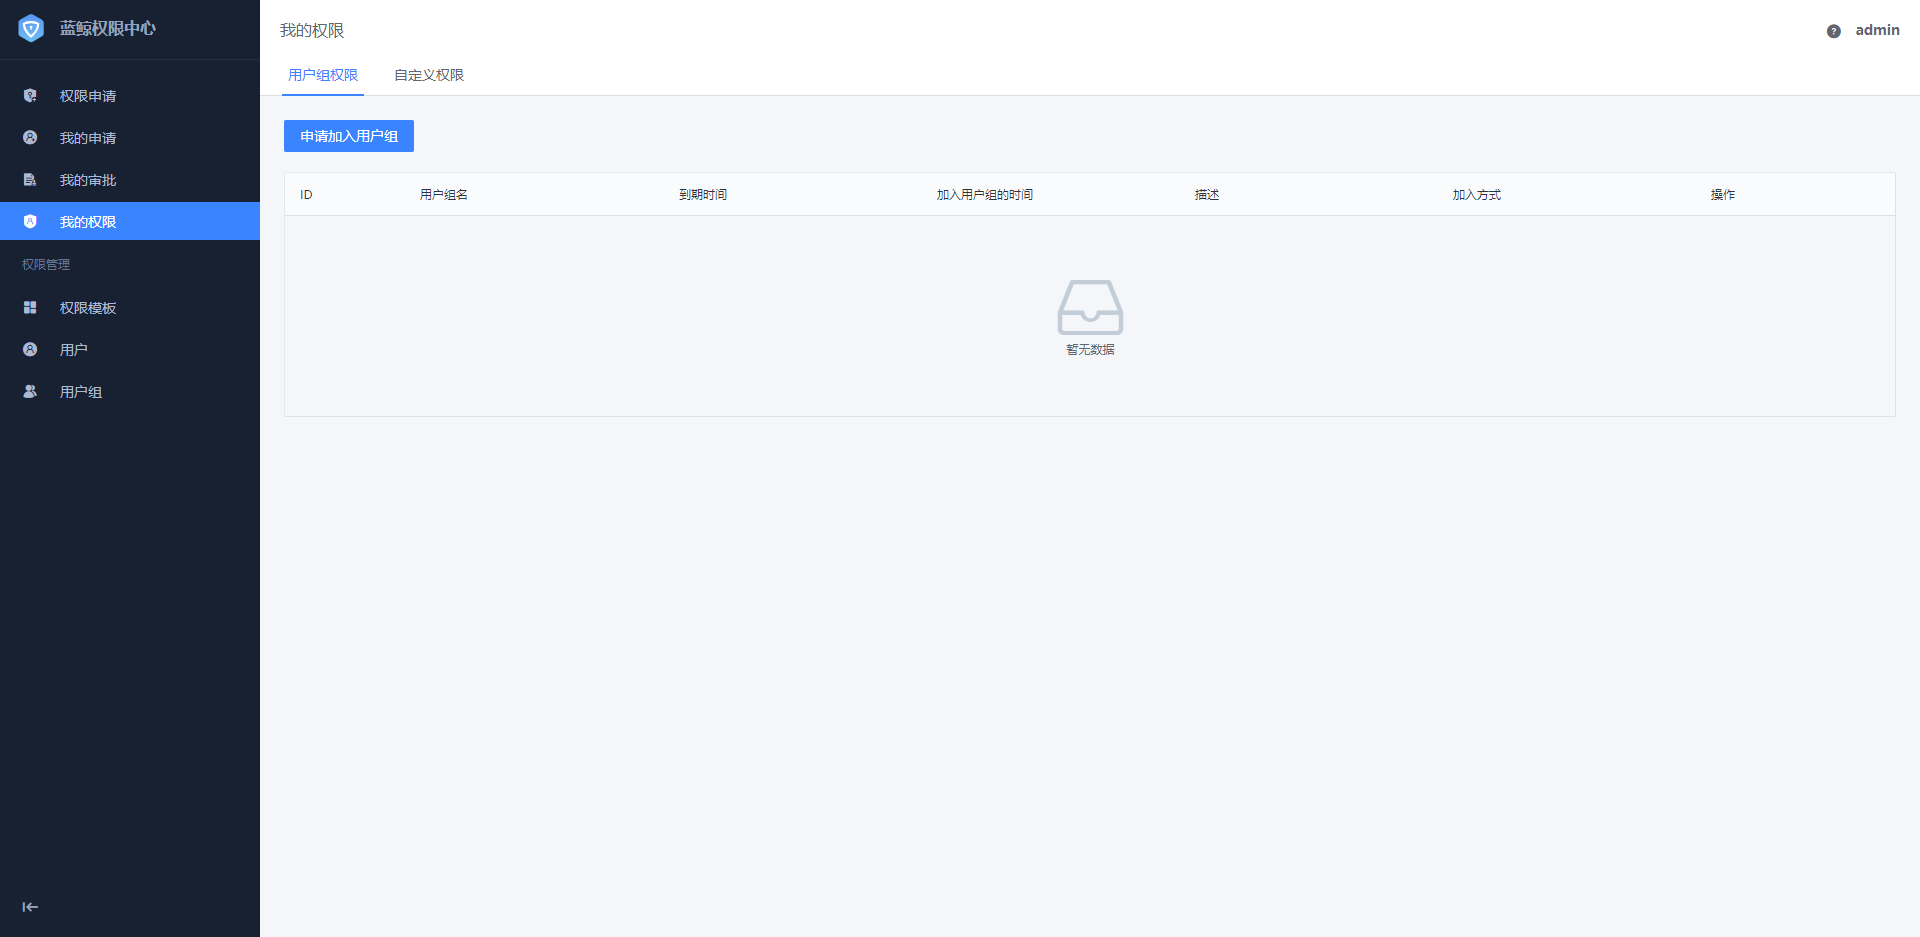 蓝鲸权限中心
权限申请
我的申请
我的审批
我的权限
权限管理
权限模板
用户
用户组
我的权限
admin
用户组权限 自定义权限
申请加入用户组
ID 用户组名 到期时间 加入用户组的时间 描述 加入方式 操作
暂无数据